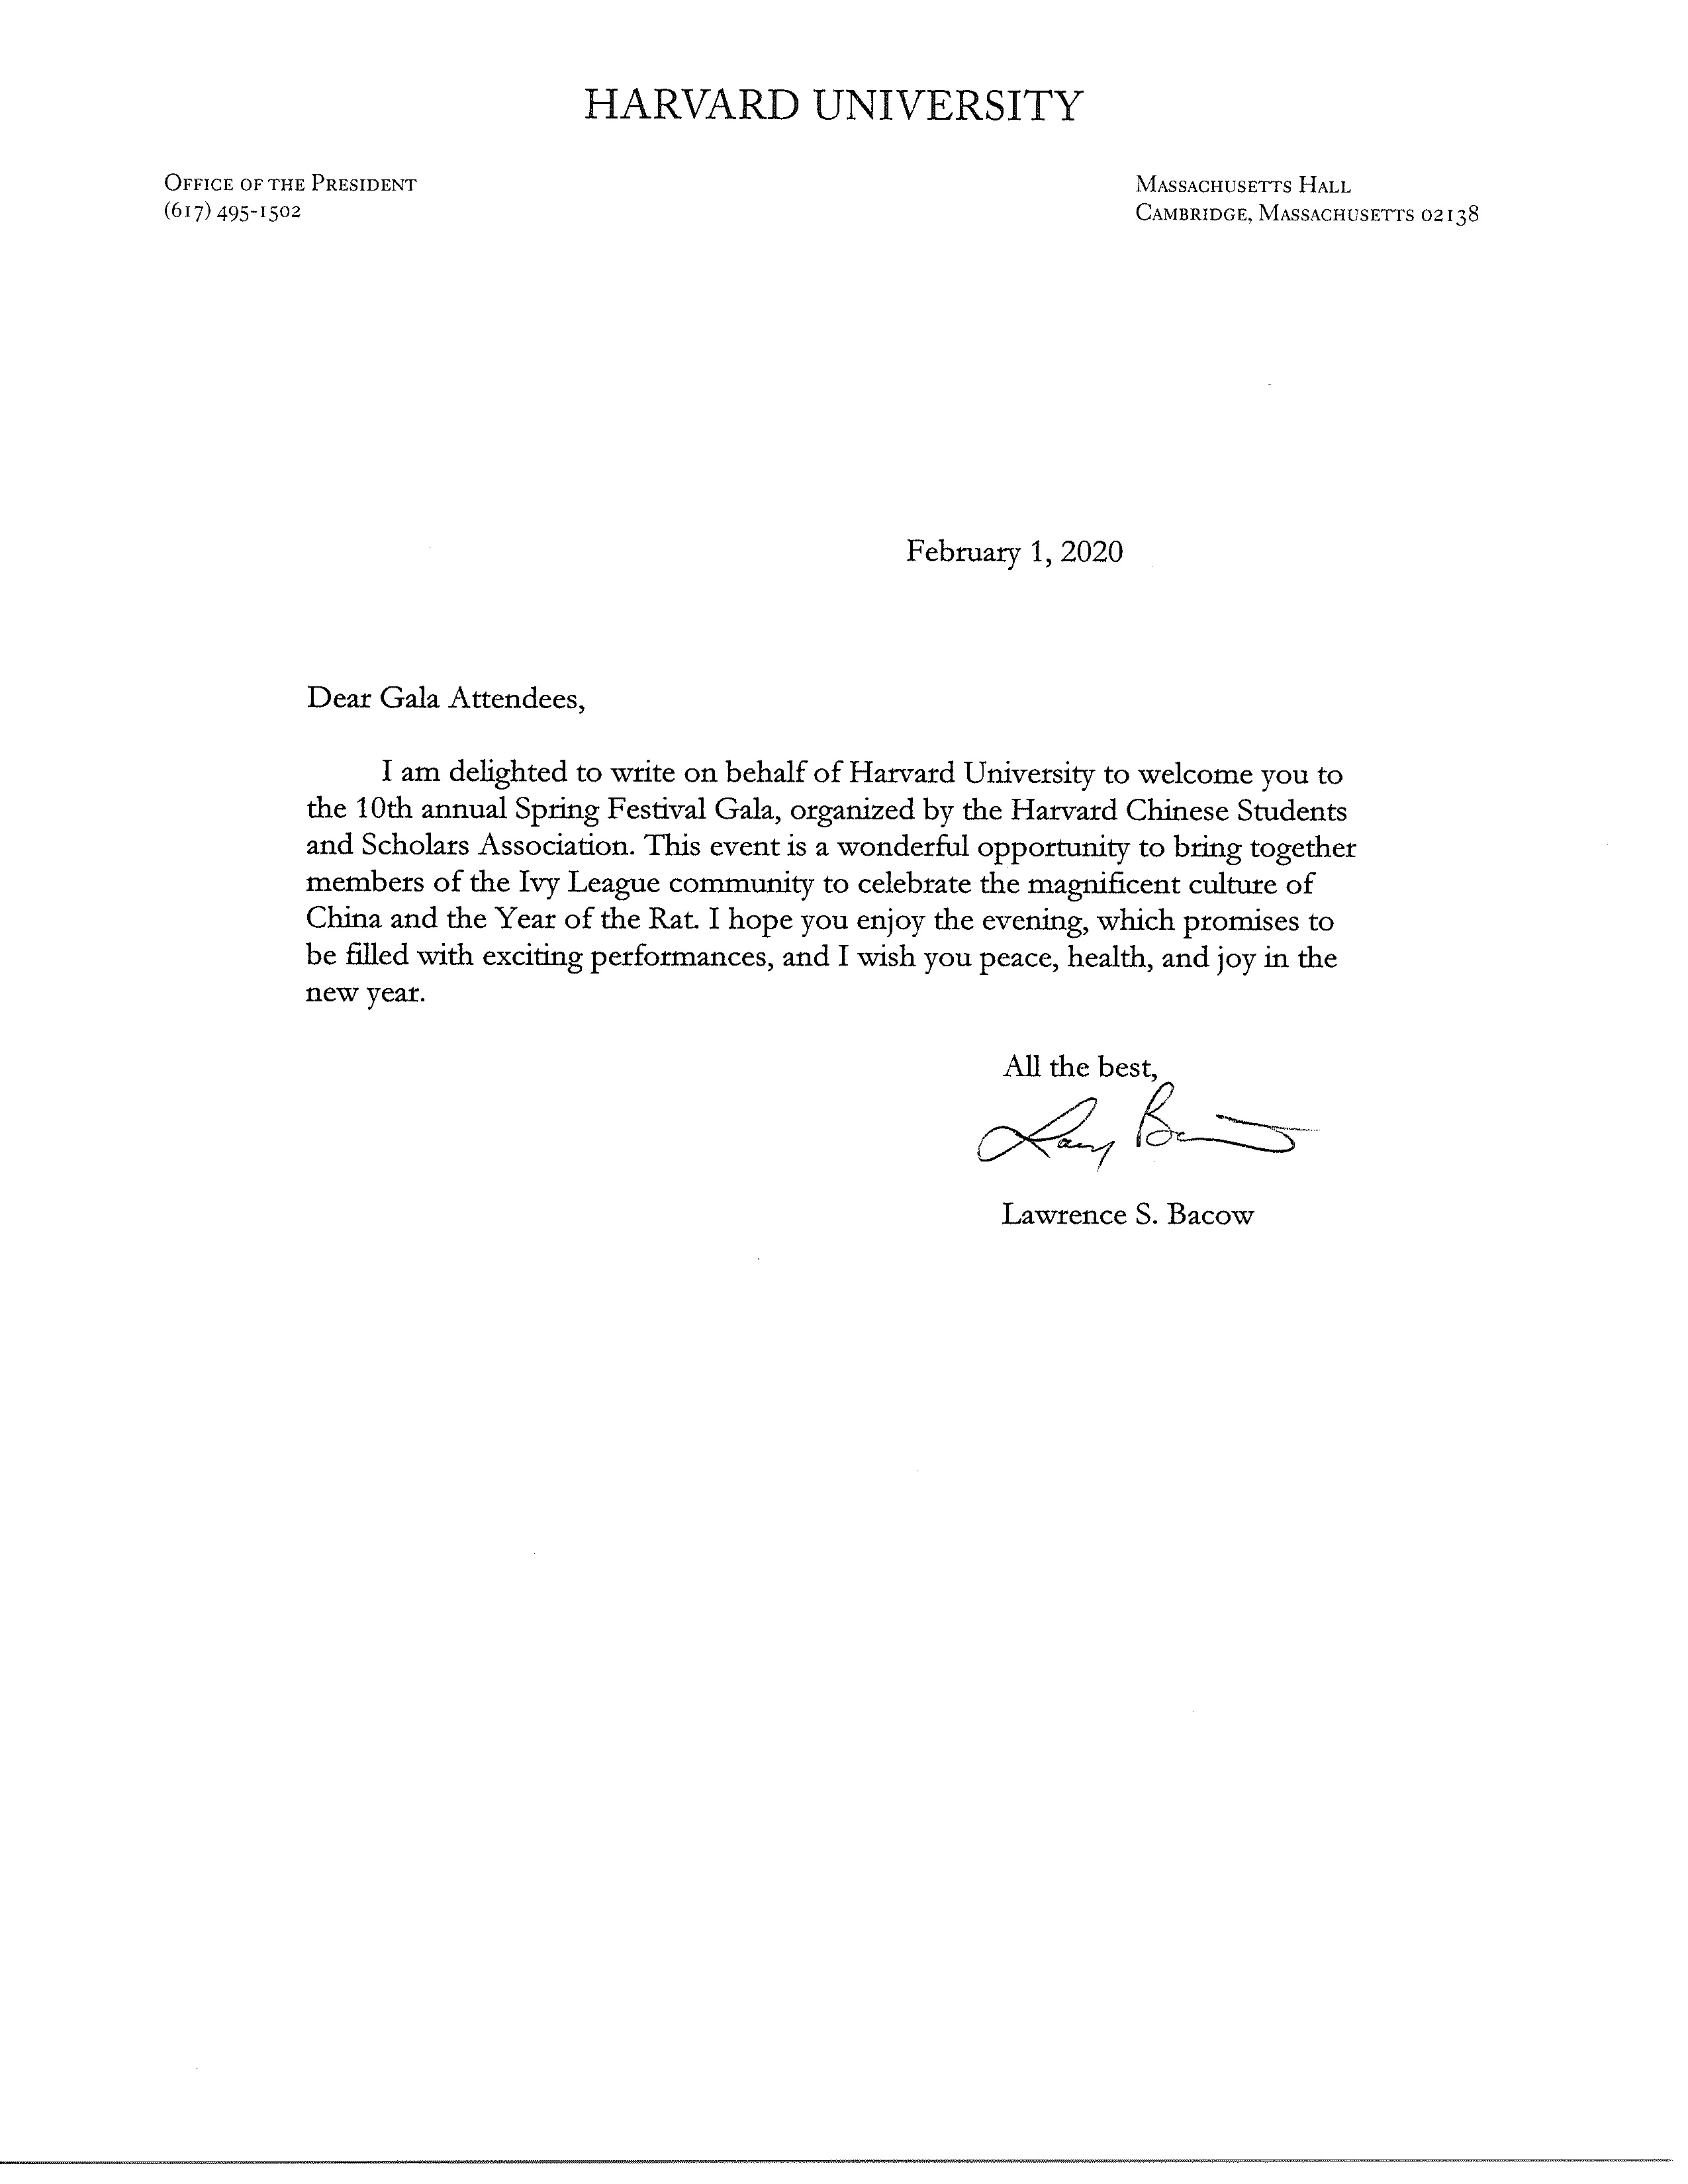 HARVARD UNIVERSITY
OFFICE OF THE PRESIDENT
(617) 495-1502
MASSACHUSETTS HALL
CAMBRIDGE, MASSACHUSETTS 02138
February 1, 2020
Dear Gala Attendees,
I am delighted to write on behalf of Harvard University to welcome you to
the 10th annual Spring Festival Gala, organized by the Harvard Chinese Students
and Scholars Association. This event is a wonderful opportunity to bring together
members of the Ivy League community to celebrate the magnificent culture of
China and the Year of the Rat. I hope you enjoy the evening, which promises to
be filled with exciting performances, and I wish you peace, health, and joy in the
new year.
All the best,
Larry Bacow
Lawrence S. Bacow